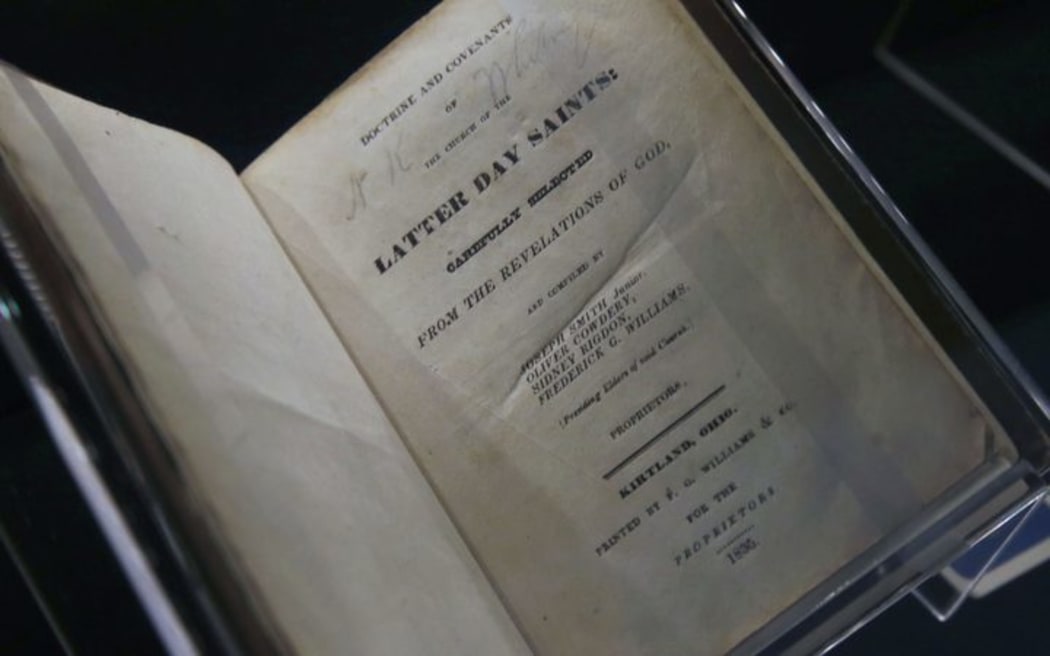 DOCTRINE AND COVENANTS
OF
THE CHURCH OF THE
LATTER DAY SAINTS:
CAREFULLY SELECTED
FROM THE REVELATIONS OF GOD,
AND COMPILED BY
JOSEPH SMITH Junior.
OLIVER COWDERY,
SIDNEY RIGDON,
FREDERICK G. WILLIAMS.
(Presiding Elders of said Church.)
PROPRIETORS.
KIRTLAND, OHIO.
PRINTED BY F. G. WILLIAMS & CO.
FOR THE
PROPRIETORS
1835.